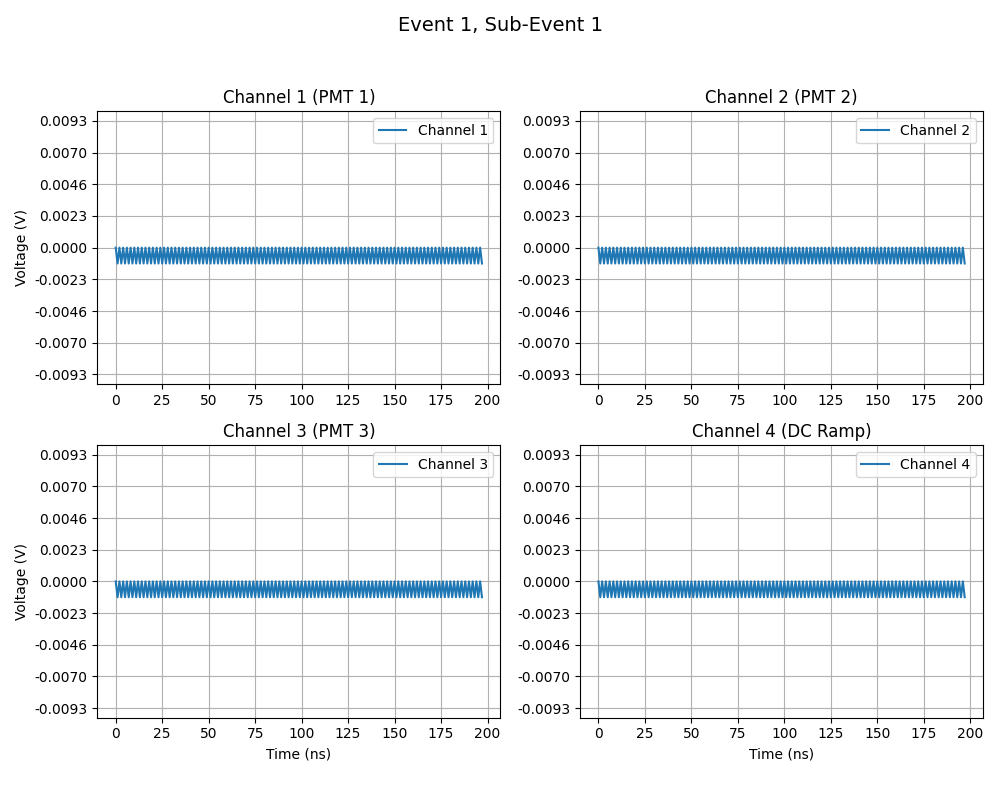 Event 1, Sub-Event 1
Channel 1 (PMT 1)
Channel 2 (PMT 2)
Channel 1
Channel 2
0.0093
0.0070
0.0046
0.0023
0.0000
-0.0023
-0.0046
-0.0070
-0.0093
Voltage (V)
0 25 50 75 100 125 150 175 200
0.0093
0.0070
0.0046
0.0023
0.0000
-0.0023
-0.0046
-0.0070
-0.0093
0 25 50 75 100 125 150 175 200
Channel 3 (PMT 3)
Channel 4 (DC Ramp)
Channel 3
Channel 4
0.0093
0.0070
0.0046
0.0023
0.0000
-0.0023
-0.0046
-0.0070
-0.0093
Voltage (V)
0 25 50 75 100 125 150 175 200
Time (ns)
0.0093
0.0070
0.0046
0.0023
0.0000
-0.0023
-0.0046
-0.0070
-0.0093
0 25 50 75 100 125 150 175 200
Time (ns)